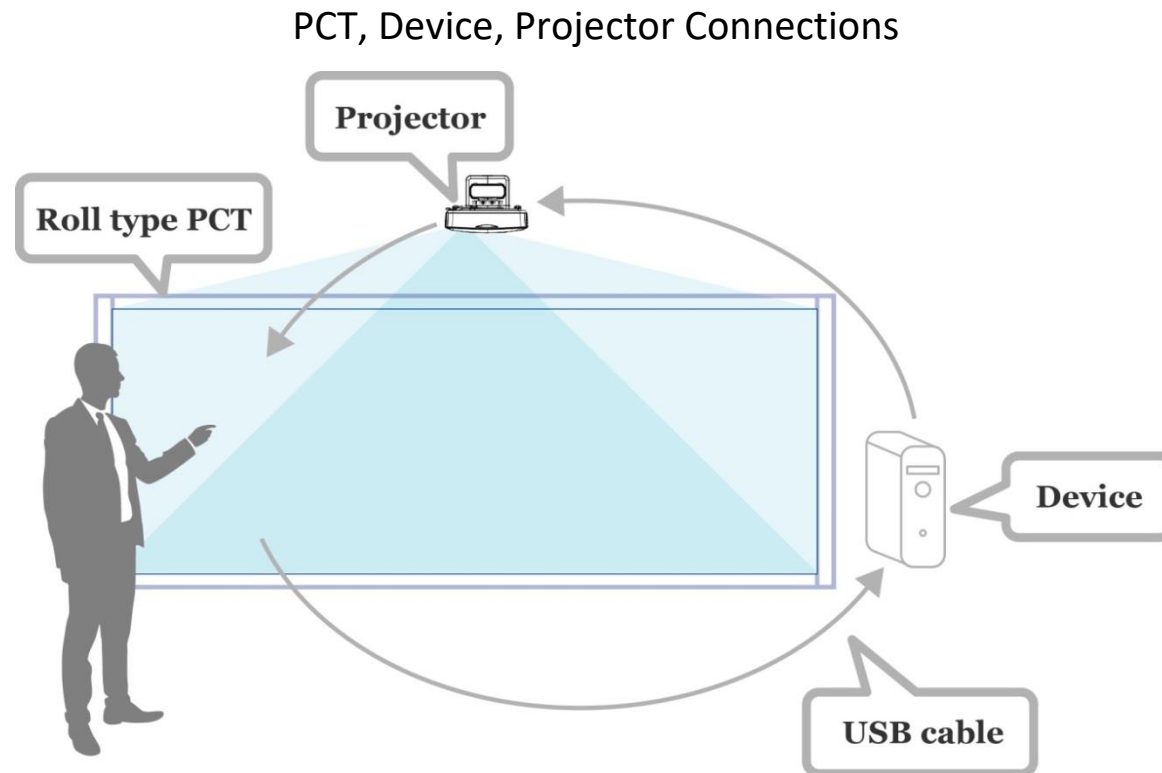 PCT, Device, Projector Connections
Projector
Roll type PCT
Device
USB cable